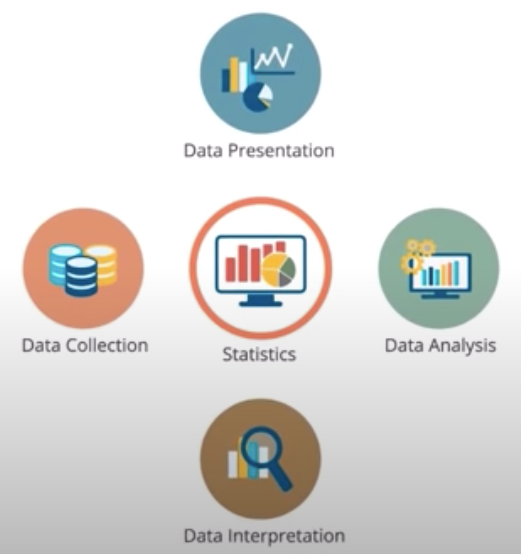 Data Presentation
Data Collection
Statistics
Data Analysis
Data Interpretation